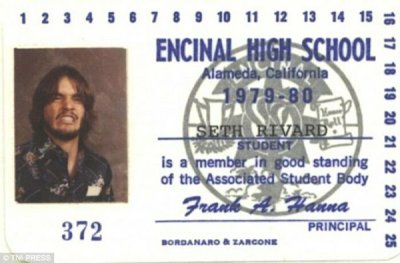 1 2 3 4 5 6 7 8 9 10 11 12 13 14 15 16
17 18 19 20 21 22 23 24 25
ENCINAL HIGH SCHOOL
Alameda, California
1979-80
SETH RIVARD
STUDENT
is a member in good standing
of the Associated Student Body
Frank A. Hanna
PRINCIPAL
372
BORDANARO & ZARCONE
© TNI PRESS